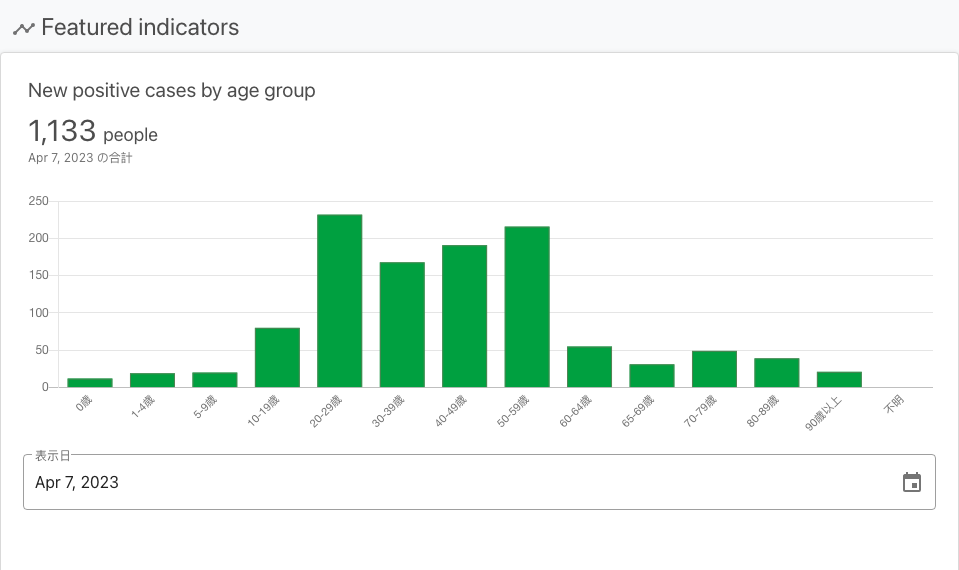 Featured indicators
New positive cases by age group
1,133 people
Apr 7, 2023 の合計
250
200
150
100
50
0
0歳
1-4歳
5-9歳
10-19歳
20-29歳
30-39歳
40-49歳
50-59歳
60-64歳
65-69歳
70-79歳
80-89歳
90歳以上
不明
表示日
Apr 7, 2023